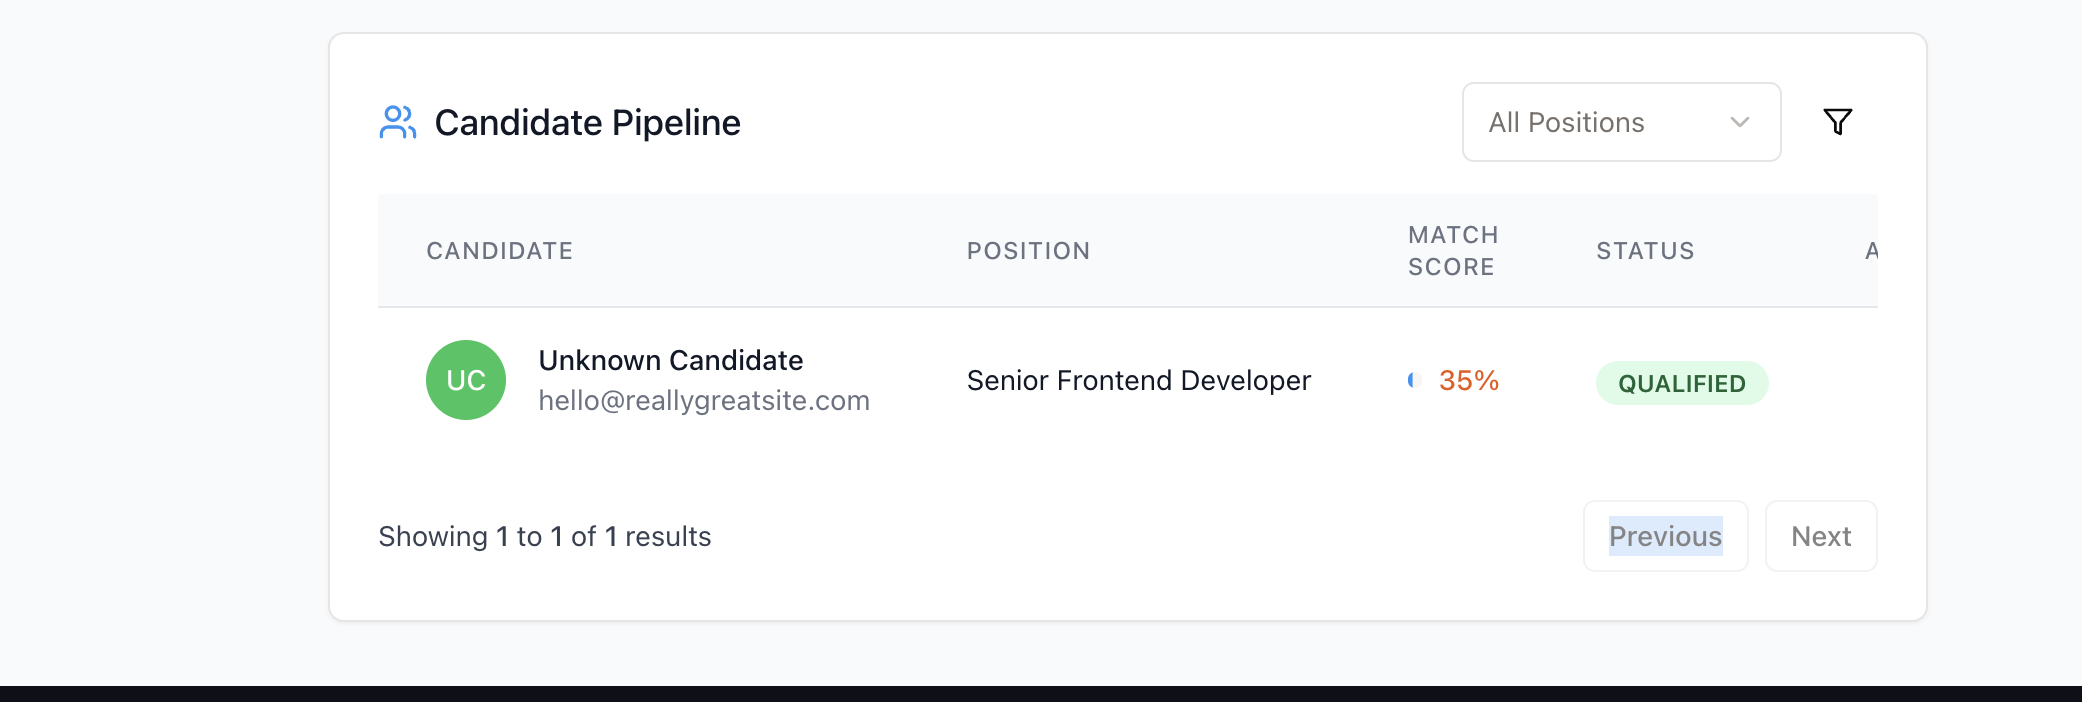 Candidate Pipeline
All Positions
CANDIDATE
POSITION
MATCH
SCORE
STATUS
A
UC
Unknown Candidate
hello@reallygreatsite.com
Senior Frontend Developer
35%
QUALIFIED
Showing 1 to 1 of 1 results
Previous
Next